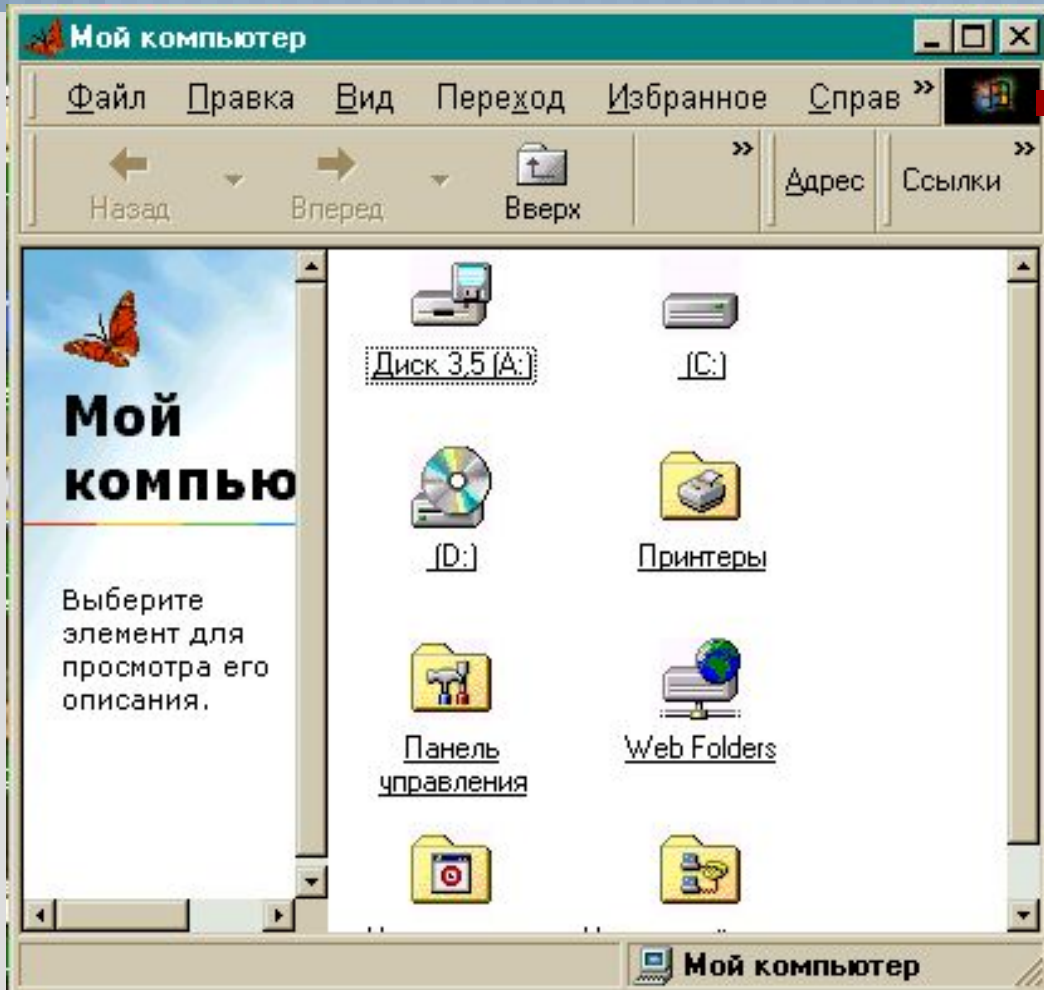 Мой компьютер
Файл Правка Вид Переход Избранное Справ »
Назад Вперед Вверх » Адрес Ссылки »
Мой
компью
Выберите
элемент для
просмотра его
описания.
Диск 3,5 (A:) (C:)
(D:) Принтеры
Панель
управления
Web Folders
Мой компьютер